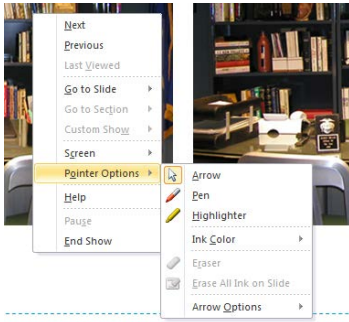 Next
Previous
Last Viewed
Go to Slide
Go to Section
Custom Show
Screen
Pointer Options
Help
Pause
End Show
Arrow
Pen
Highlighter
Ink Color
Eraser
Erase All Ink on Slide
Arrow Options